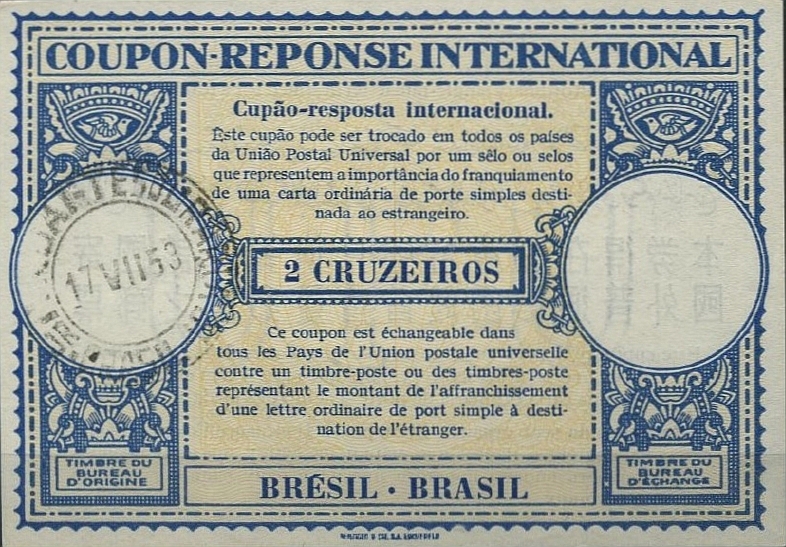 COUPON-REPONSE INTERNATIONAL
Cupão-resposta internacional.
Êste cupão pode ser trocado em todos os países
da União Postal Universal por um sêlo ou selos
que representem a importância do franquiamento
de uma carta ordinária de porte simples desti-
nada ao estrangeiro.
17 VII 53
2 CRUZEIROS
Ce coupon est échangeable dans
tous les Pays de l'Union postale universelle
contre un timbre-poste ou des timbres-poste
représentant le montant de l'affranchissement
d'une lettre ordinaire de port simple à desti-
nation de l'étranger.
TIMBRE DU
BUREAU
D'ORIGINE
TIMBRE DU
BUREAU
D'ÉCHANGE
BRÉSIL · BRASIL